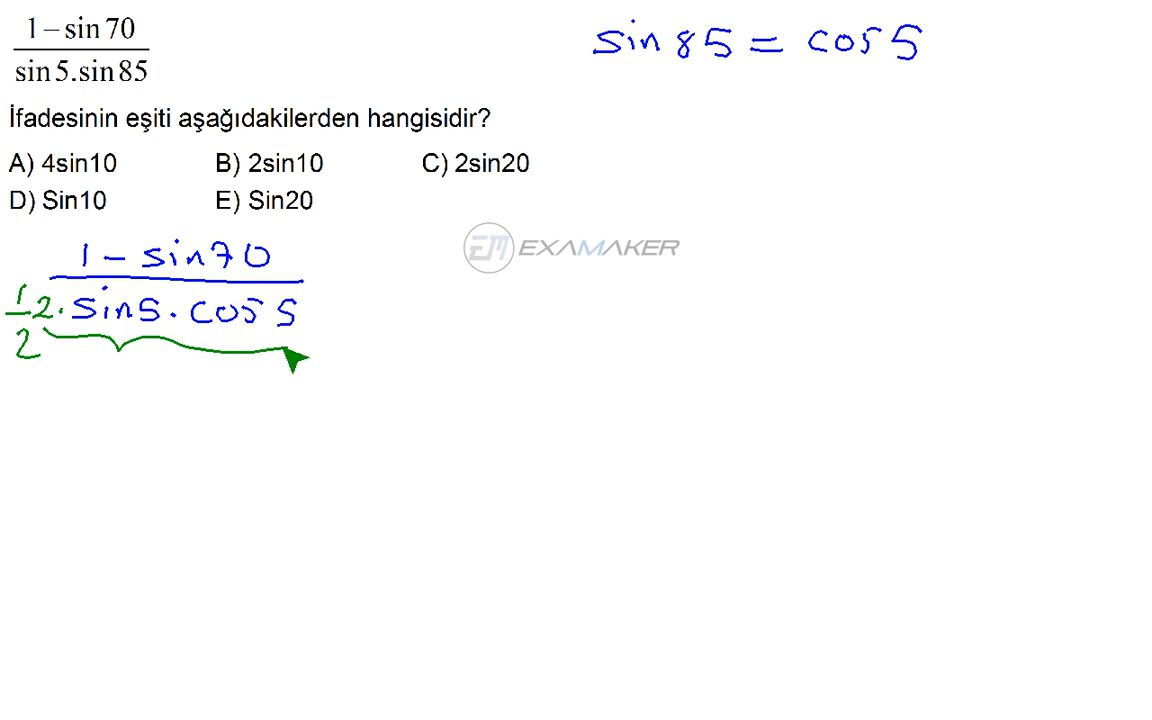 1 – sin 70
sin 5.sin 85
sin 85 = cos 5
İfadesinin eşiti aşağıdakilerden hangisidir?
A) 4sin10 B) 2sin10 C) 2sin20
D) Sin10 E) Sin20
EM EXAMAKER
1 – sin 70
1/2 2. sin 5 . cos 5